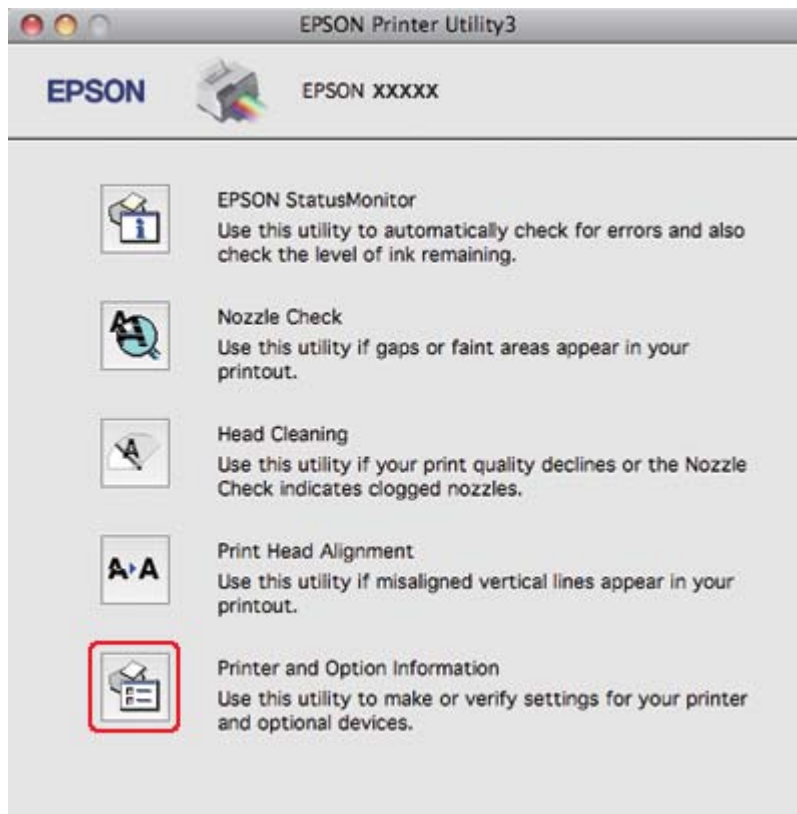 EPSON Printer Utility3
EPSON
EPSON XXXXX
EPSON StatusMonitor
Use this utility to automatically check for errors and also
check the level of ink remaining.
Nozzle Check
Use this utility if gaps or faint areas appear in your
printout.
Head Cleaning
Use this utility if your print quality declines or the Nozzle
Check indicates clogged nozzles.
A A
Print Head Alignment
Use this utility if misaligned vertical lines appear in your
printout.
Printer and Option Information
Use this utility to make or verify settings for your printer
and optional devices.